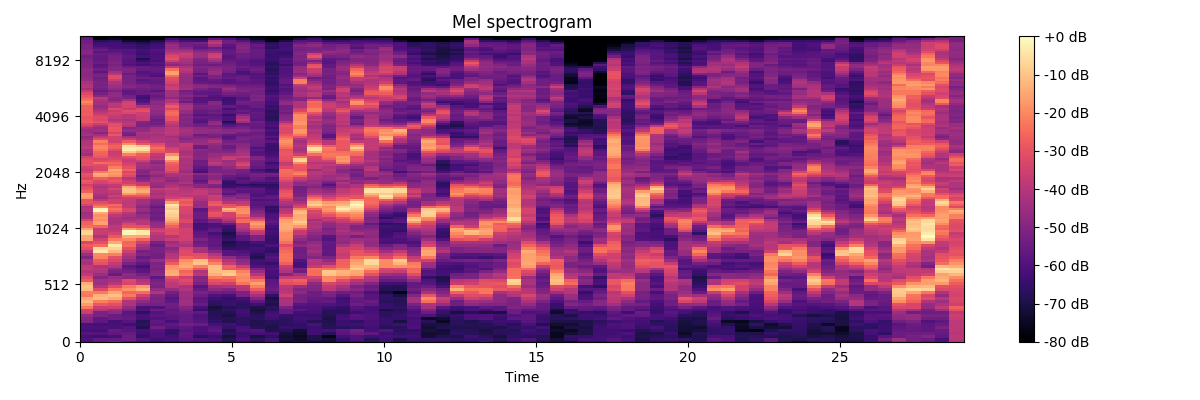 Mel spectrogram
+0 dB
8192
-10 dB
4096
-20 dB
-30 dB
2048
-40 dB
Hz
1024
-50 dB
-60 dB
512
-70 dB
0
-80 dB
0 5 10 15 20 25
Time